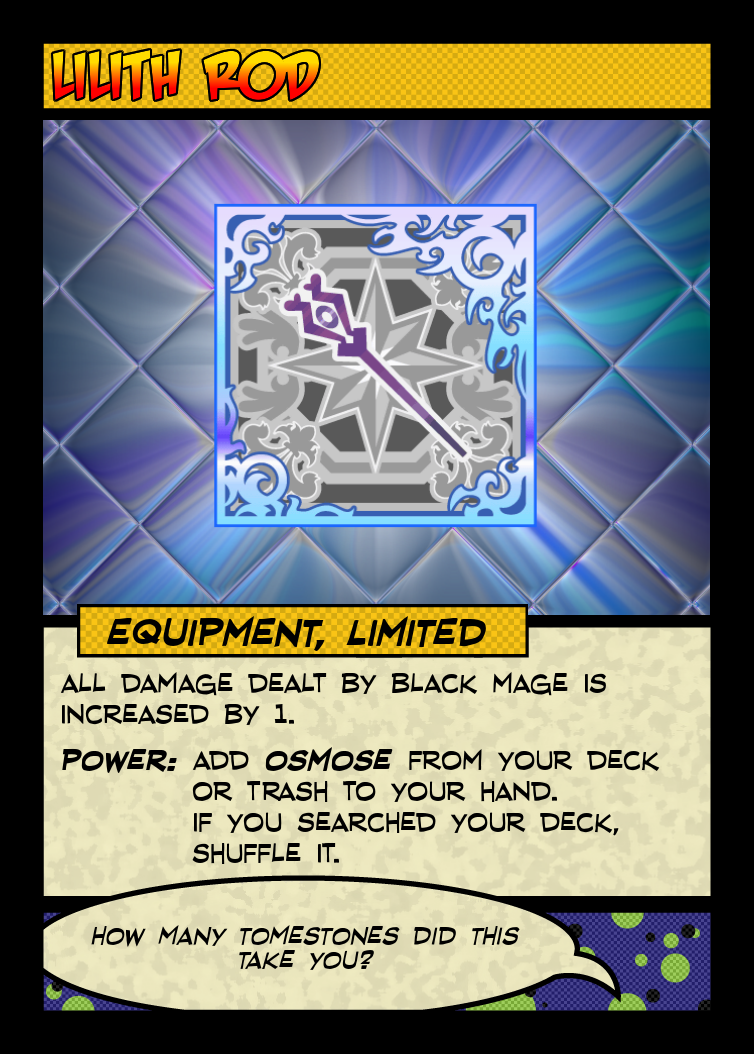 LILITH ROD
EQUIPMENT, LIMITED
ALL DAMAGE DEALT BY BLACK MAGE IS
INCREASED BY 1.
POWER: ADD OSMOSE FROM YOUR DECK
OR TRASH TO YOUR HAND.
IF YOU SEARCHED YOUR DECK,
SHUFFLE IT.
HOW MANY TOMESTONES DID THIS
TAKE YOU?